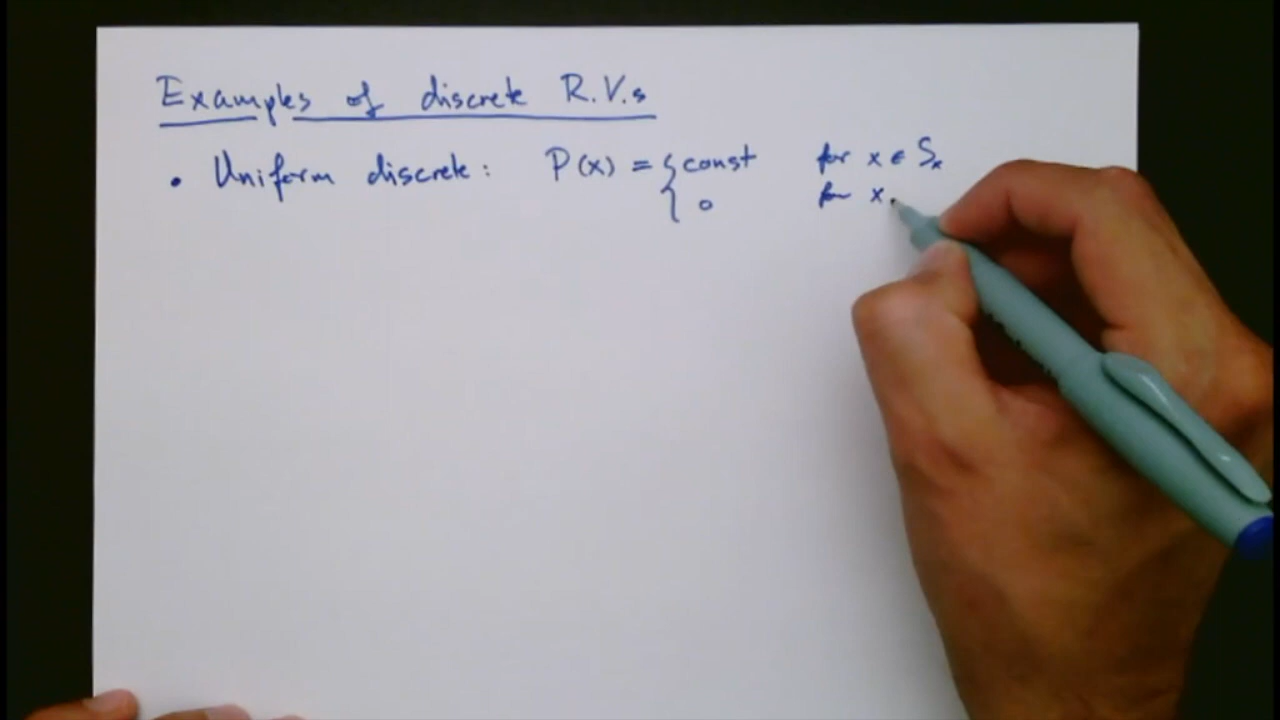 Examples of discrete R.V.s
• Uniform discrete: P(x) = { const for x ∈ Sx
0 for x